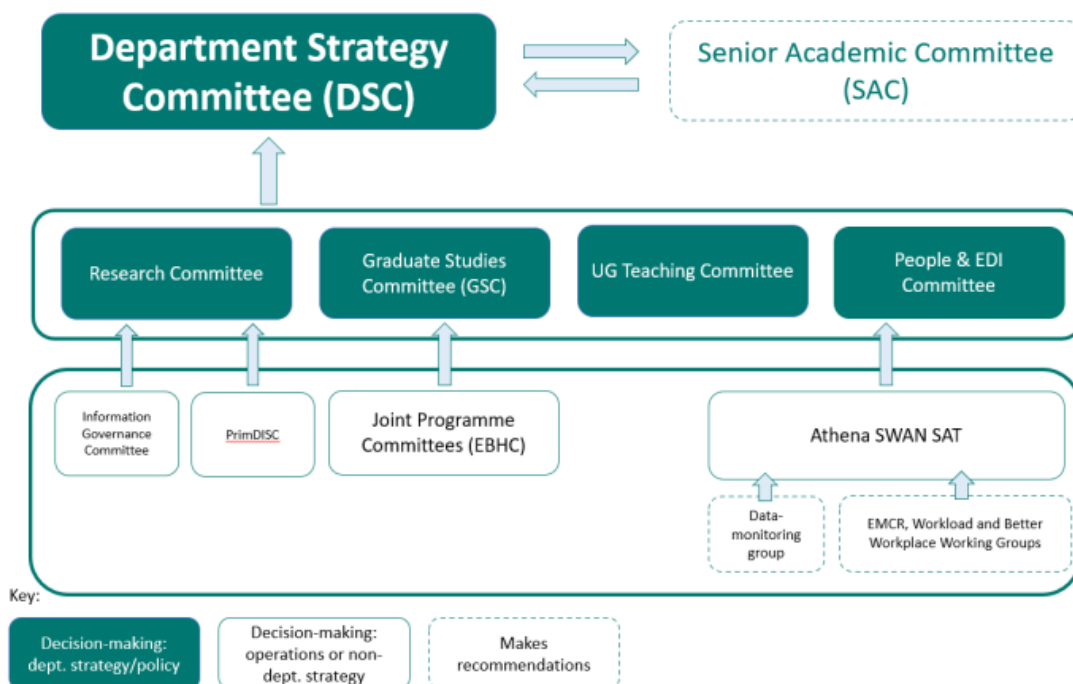 Department Strategy
Committee (DSC)
Senior Academic Committee
(SAC)
Research Committee
Graduate Studies
Committee (GSC)
UG Teaching Committee
People & EDI
Committee
Information
Governance
Committee
PrimDISC
Joint Programme
Committees (EBHC)
Athena SWAN SAT
Data-
monitoring
group
EMCR, Workload and Better
Workplace Working Groups
Key:
Decision-making:
dept. strategy/policy
Decision-making:
operations or non-
dept. strategy
Makes
recommendations